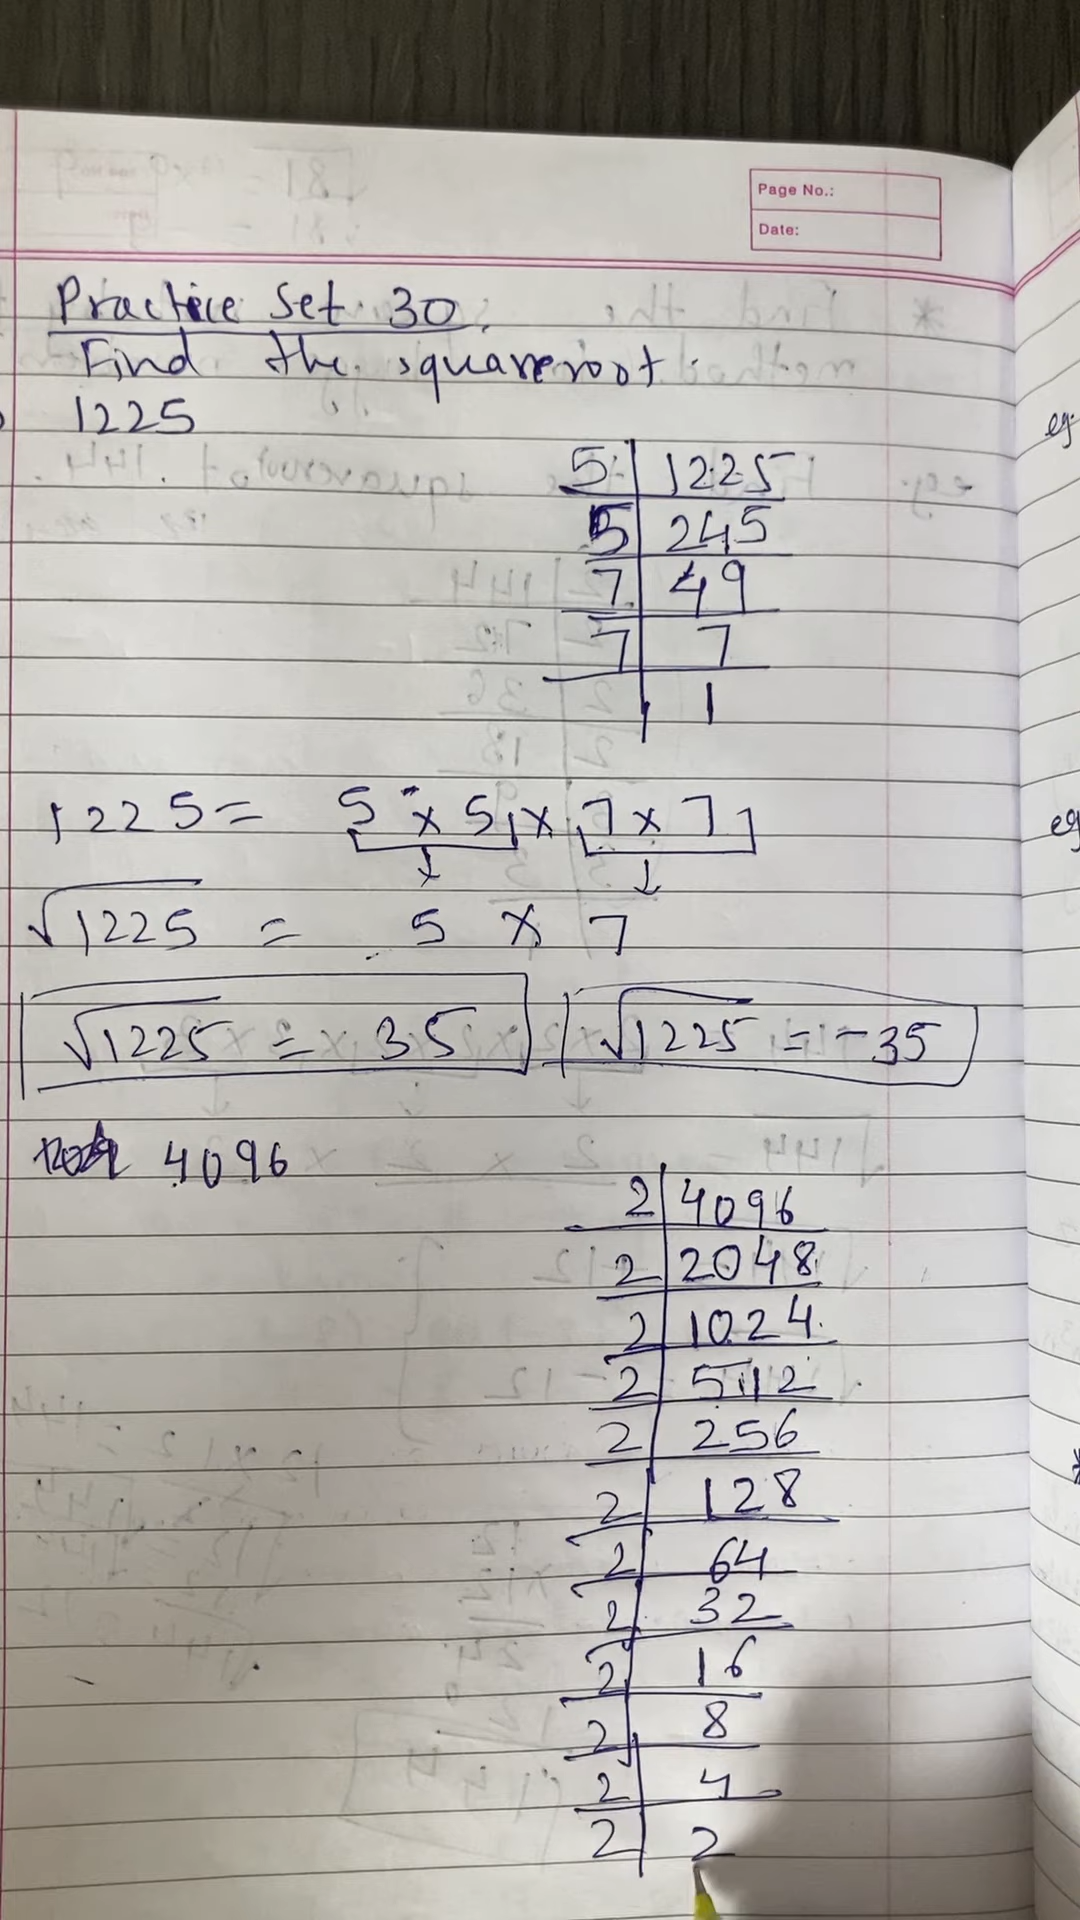 Page No.:
Date:
Practice Set 30.
Find the squareroot.
1225
5 | 1225
5 | 245
7 | 49
7 | 7
| 1
1225 = 5 × 5 × 7 × 7
√1225 = 5 × 7
√1225 = 35 √1225 = -35
4096
2 | 4096
2 | 2048
2 | 1024
2 | 512
2 | 256
2 | 128
2 | 64
2 | 32
2 | 16
2 | 8
2 | 4
2 | 2
eg.
eg